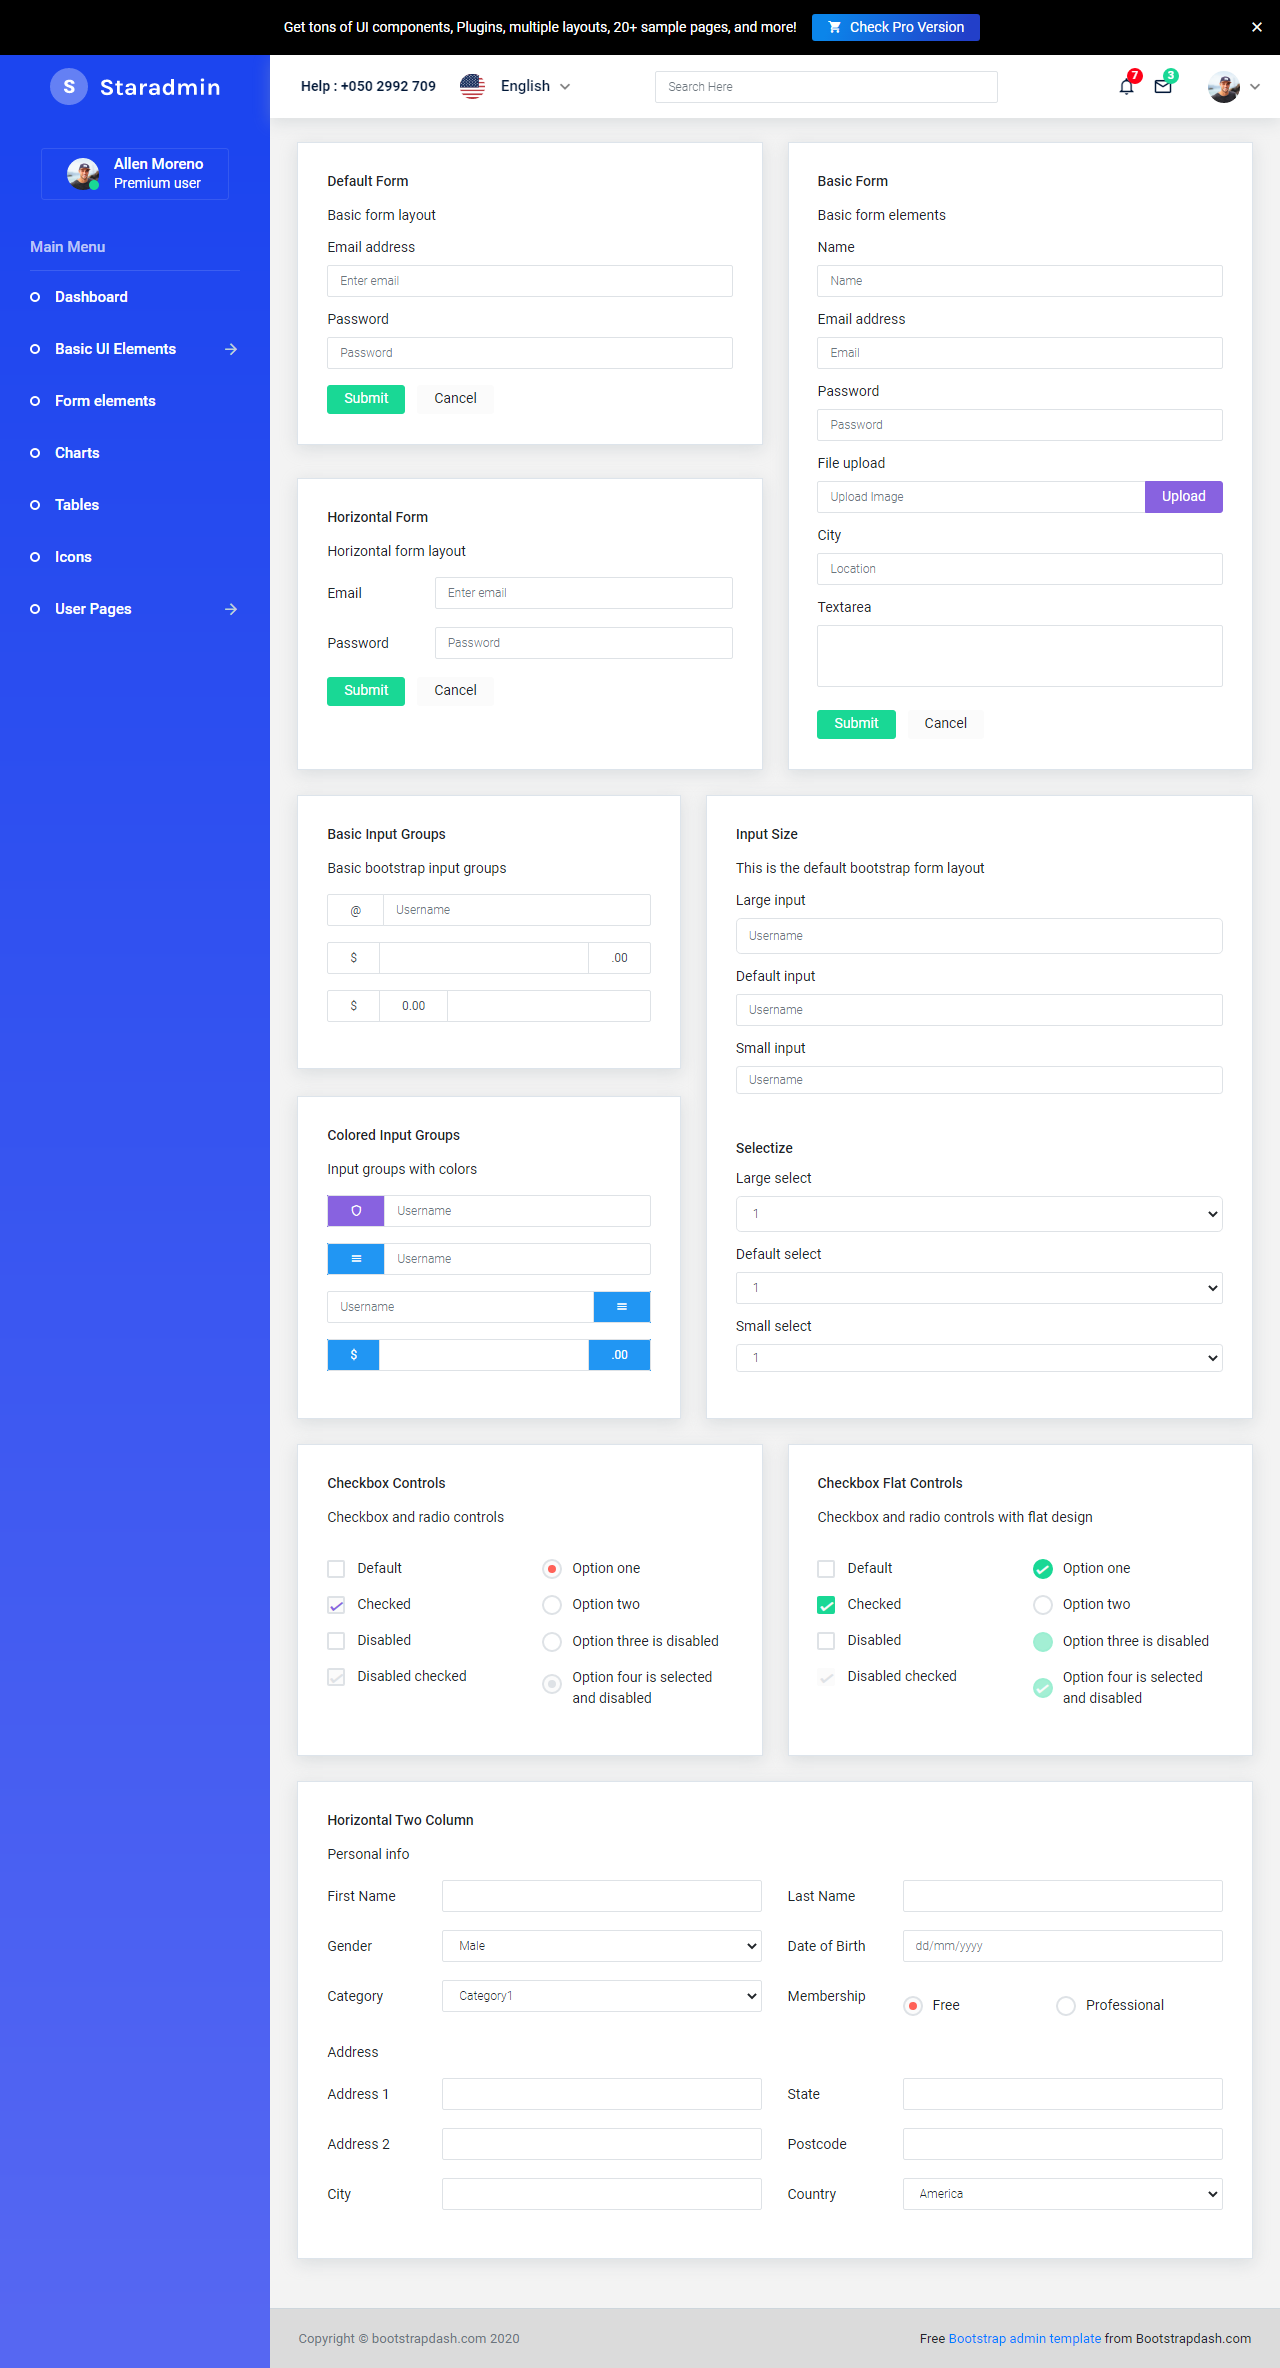 Get tons of UI components, Plugins, multiple layouts, 20+ sample pages, and more! Check Pro Version ×
S Staradmin
Help : +050 2992 709 English Search Here 7 3
Allen Moreno
Premium user
Main Menu
Dashboard
Basic UI Elements
Form elements
Charts
Tables
Icons
User Pages
Default Form
Basic form layout
Email address
Enter email
Password
Password
Submit Cancel
Basic Form
Basic form elements
Name
Name
Email address
Email
Password
Password
File upload
Upload Image Upload
City
Location
Textarea
Submit Cancel
Horizontal Form
Horizontal form layout
Email Enter email
Password Password
Submit Cancel
Basic Input Groups
Basic bootstrap input groups
@ Username
$ .00
$ 0.00
Input Size
This is the default bootstrap form layout
Large input
Username
Default input
Username
Small input
Username
Selectize
Large select
1
Default select
1
Small select
1
Colored Input Groups
Input groups with colors
Username
Username
Username
$ .00
Checkbox Controls
Checkbox and radio controls
Default Option one
Checked Option two
Disabled Option three is disabled
Disabled checked Option four is selected
and disabled
Checkbox Flat Controls
Checkbox and radio controls with flat design
Default Option one
Checked Option two
Disabled Option three is disabled
Disabled checked Option four is selected
and disabled
Horizontal Two Column
Personal info
First Name Last Name
Gender Male Date of Birth dd/mm/yyyy
Category Category1 Membership Free Professional
Address
Address 1 State
Address 2 Postcode
City Country America
Copyright © bootstrapdash.com 2020 Free Bootstrap admin template from Bootstrapdash.com